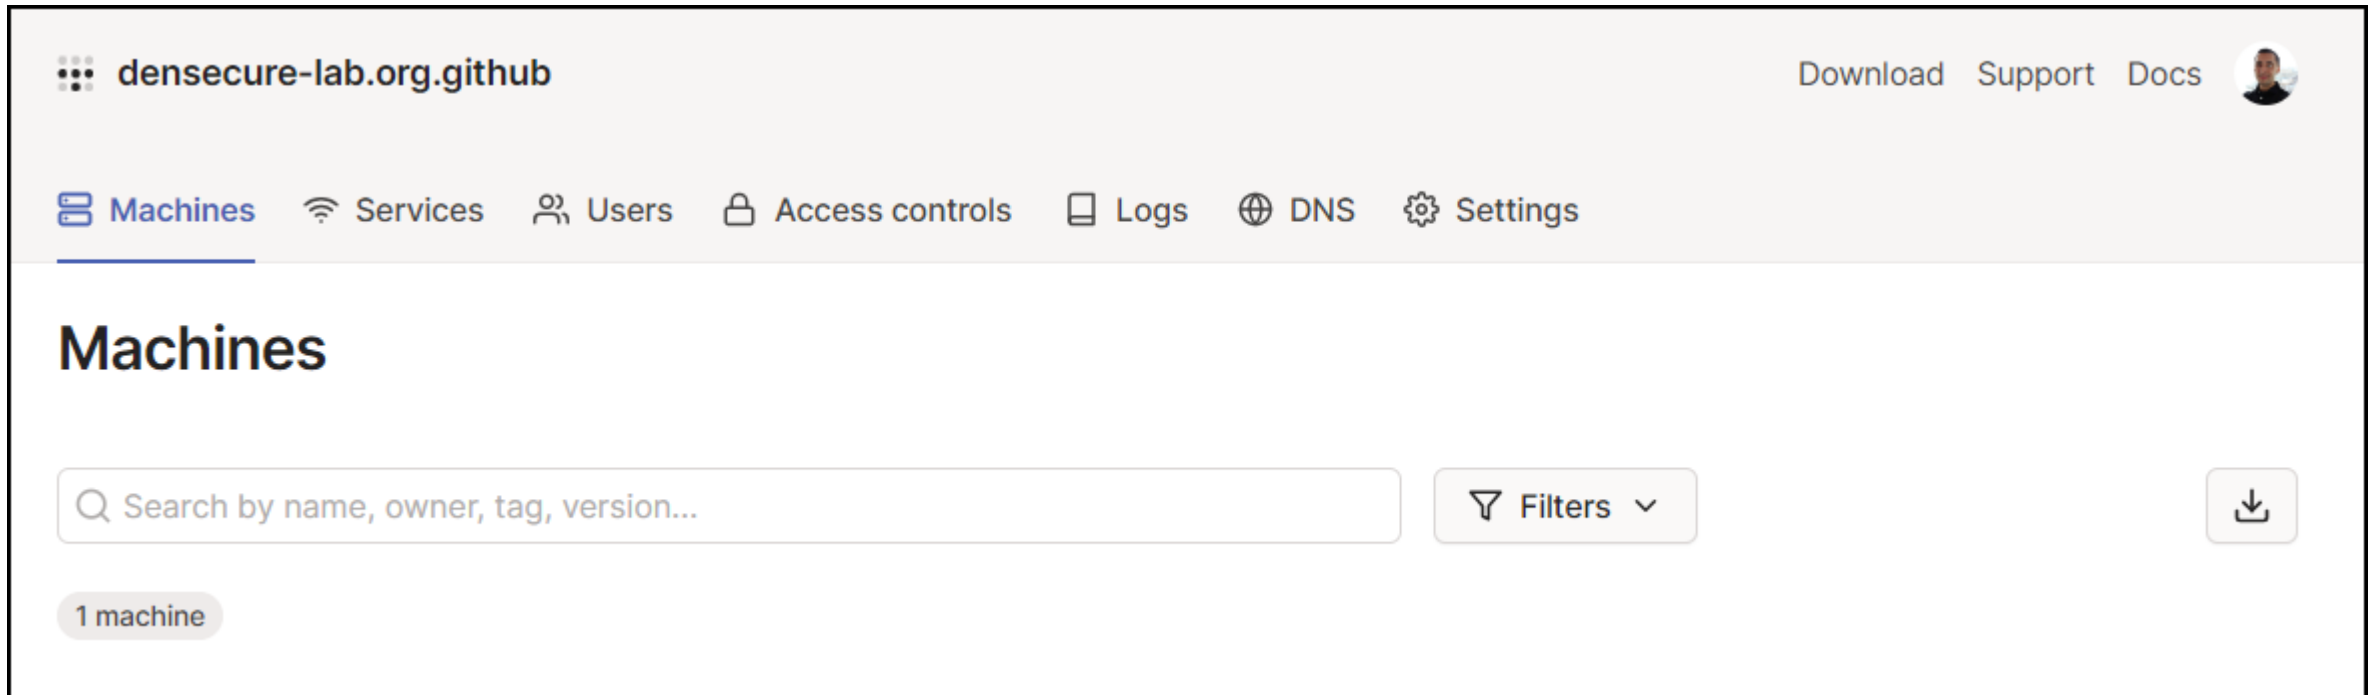 densecure-lab.org.github Download Support Docs
Machines Services Users Access controls Logs DNS Settings
Machines
Search by name, owner, tag, version... Filters
1 machine